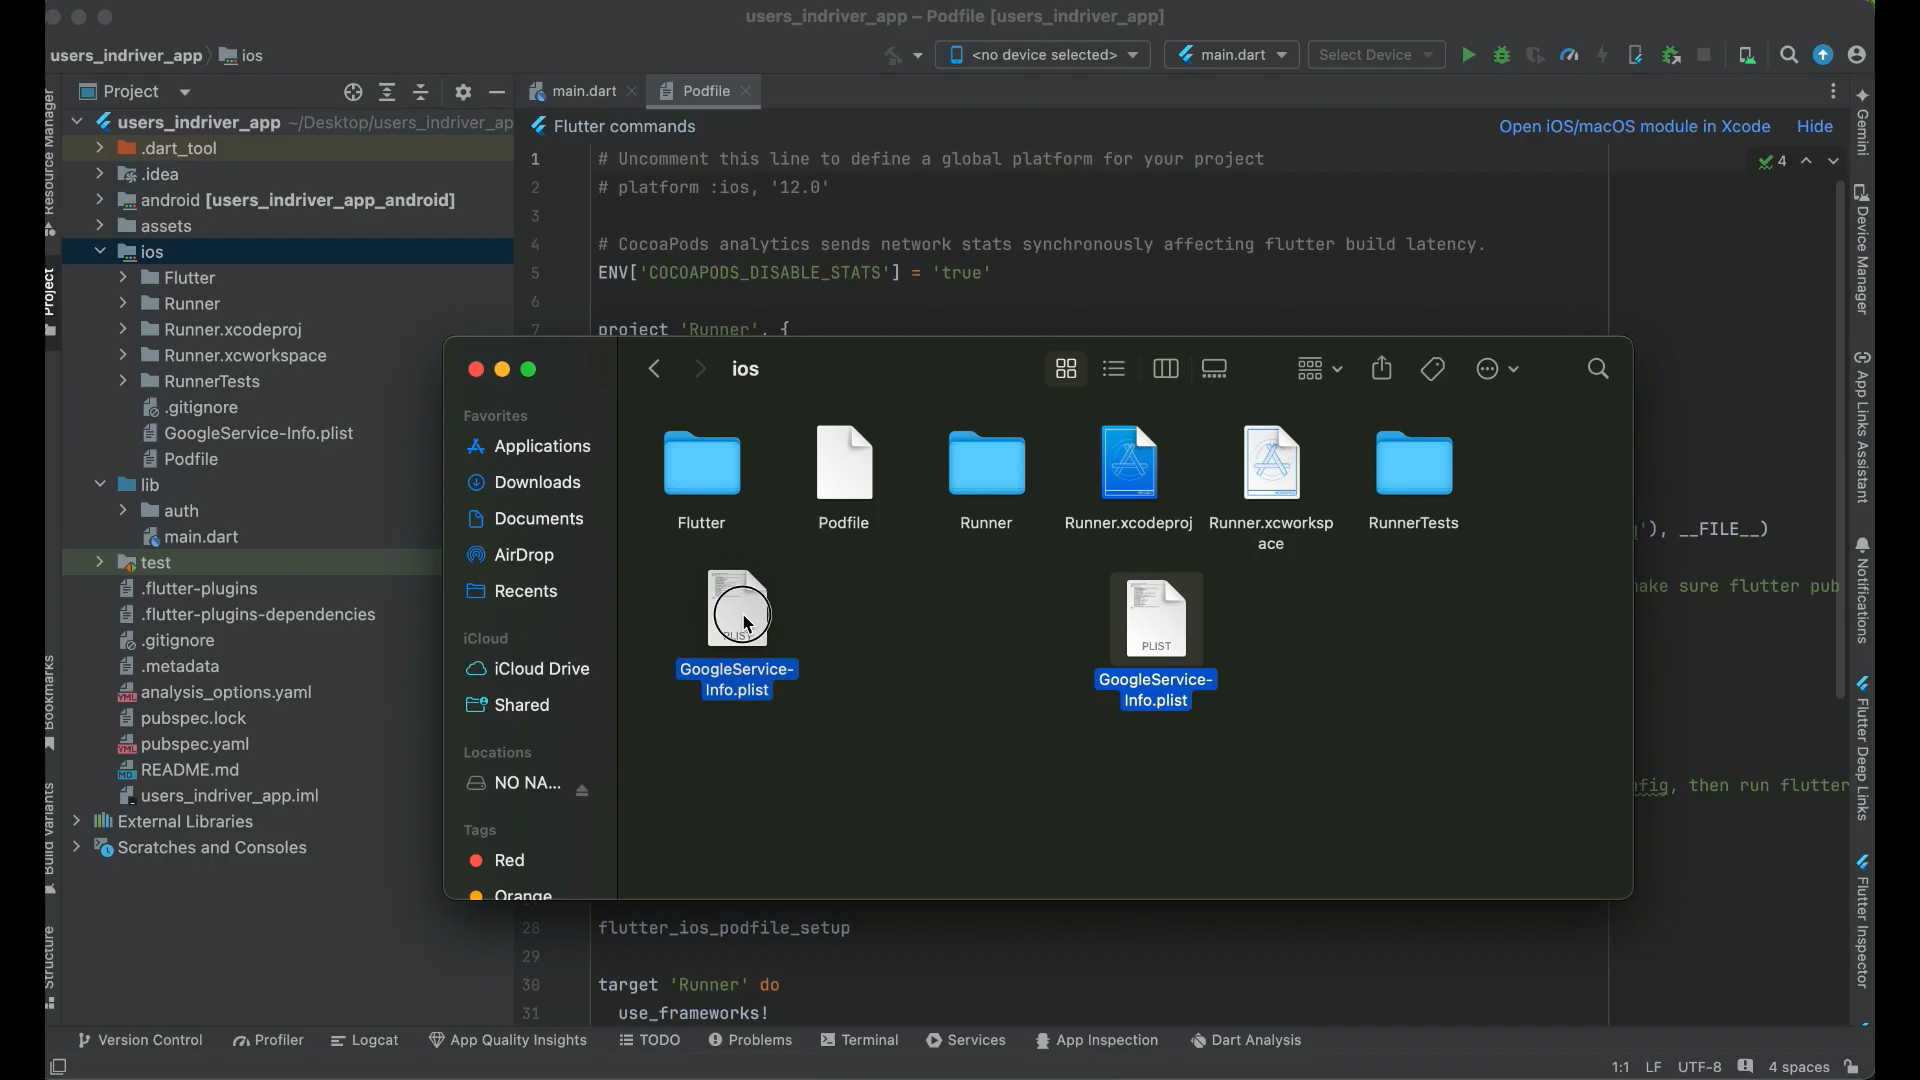 users_indriver_app – Podfile [users_indriver_app]
users_indriver_app
ios
<no device selected>
main.dart
Select Device
Project
main.dart
Podfile
users_indriver_app ~/Desktop/users_indriver_ap
Flutter commands
Open iOS/macOS module in Xcode
Hide
.dart_tool
.idea
android [users_indriver_app_android]
assets
ios
Flutter
Runner
Runner.xcodeproj
Runner.xcworkspace
RunnerTests
.gitignore
GoogleService-Info.plist
Podfile
lib
auth
main.dart
test
.flutter-plugins
.flutter-plugins-dependencies
.gitignore
.metadata
analysis_options.yaml
pubspec.lock
pubspec.yaml
README.md
users_indriver_app.iml
External Libraries
Scratches and Consoles
1 # Uncomment this line to define a global platform for your project
2 # platform :ios, '12.0'
3
4 # CocoaPods analytics sends network stats synchronously affecting flutter build latency.
5 ENV['COCOAPODS_DISABLE_STATS'] = 'true'
6
7 project 'Runner', {
4
'), __FILE__)
ake sure flutter pub
fig, then run flutter
28 flutter_ios_podfile_setup
29
30 target 'Runner' do
31 use_frameworks!
ios
Favorites
Applications
Downloads
Documents
AirDrop
Recents
iCloud
iCloud Drive
Shared
Locations
NO NA...
Tags
Red
Orange
Flutter
Podfile
Runner
Runner.xcodeproj
Runner.xcworksp
ace
RunnerTests
PLIST
GoogleService-
Info.plist
PLIST
GoogleService-
Info.plist
Resource Manager
Project
Bookmarks
Build Variants
Structure
Gemini
Device Manager
App Links Assistant
Notifications
Flutter Deep Links
Flutter Inspector
Version Control
Profiler
Logcat
App Quality Insights
TODO
Problems
Terminal
Services
App Inspection
Dart Analysis
1:1 LF UTF-8 4 spaces